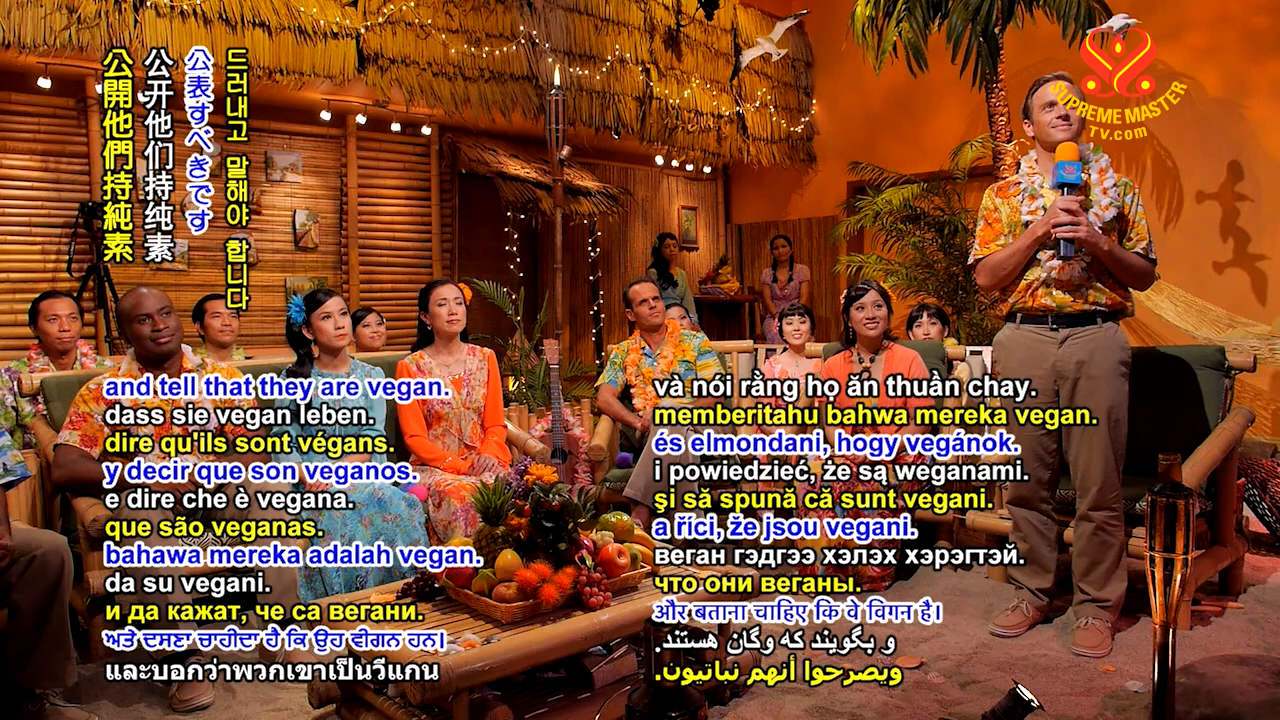 드러내고 말해야 합니다
公表すべきです
公开他们持纯素
公開他們持純素
SUPREME MASTER
TV.com
and tell that they are vegan.
dass sie vegan leben.
dire qu'ils sont végans.
y decir que son veganos.
e dire che è vegana.
que são veganas.
bahawa mereka adalah vegan.
da su vegani.
и да кажат, че са вегани.
ਅਤੇ ਦਸਣਾ ਚਾਹੀਦਾ ਹੈ ਕਿ ਉਹ ਵੀਗਨ ਹਨ।
และบอกว่าพวกเขาเป็นวีแกน
và nói rằng họ ăn thuần chay.
memberitahu bahwa mereka vegan.
és elmondani, hogy vegánok.
i powiedzieć, że są weganami.
şi să spună că sunt vegani.
a říci, že jsou vegani.
веган гэдгээ хэлэх хэрэгтэй.
что они веганы.
और बताना चाहिए कि वे विगन है।
و بگویند که وگان هستند.
ويصرحوا أنهم نباتيون.